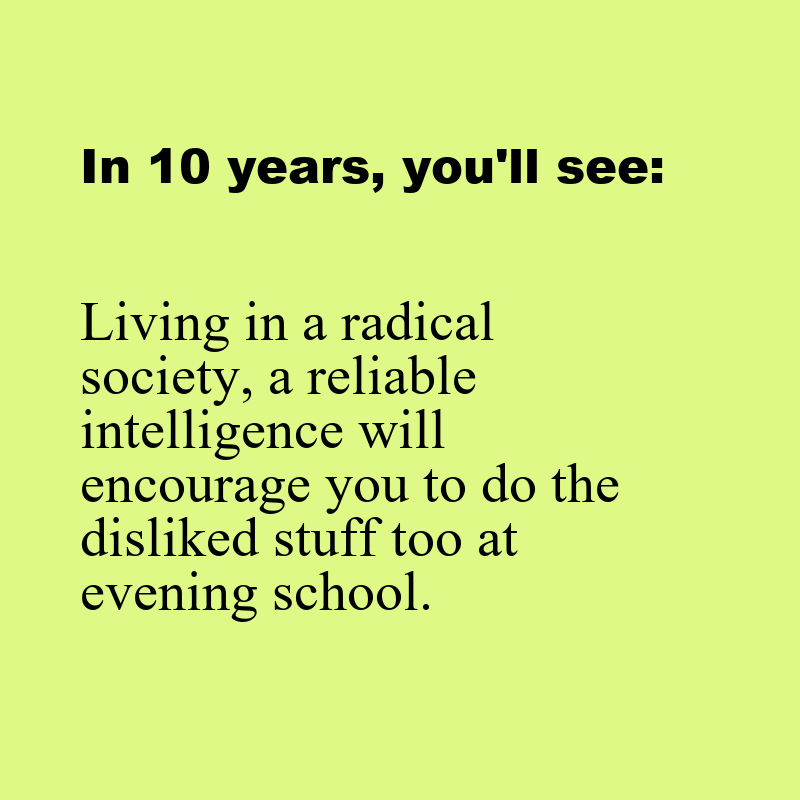 In 10 years, you'll see:
Living in a radical
society, a reliable
intelligence will
encourage you to do the
disliked stuff too at
evening school.